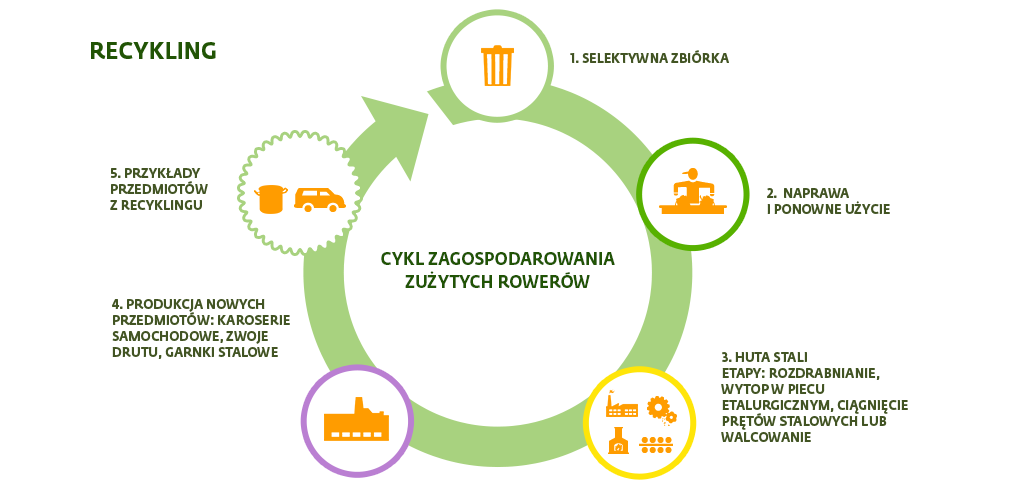 RECYKLING
1. SELEKTYWNA ZBIÓRKA
2. NAPRAWA
I PONOWNE UŻYCIE
3. HUTA STALI
ETAPY: ROZDRABNIANIE,
WYTOP W PIECU
ETALURGICZNYM, CIĄGNIĘCIE
PRĘTÓW STALOWYCH LUB
WALCOWANIE
4. PRODUKCJA NOWYCH
PRZEDMIOTÓW: KAROSERIE
SAMOCHODOWE, ZWOJE
DRUTU, GARNKI STALOWE
5. PRZYKŁADY
PRZEDMIOTÓW
Z RECYKLINGU
CYKL ZAGOSPODAROWANIA
ZUŻYTYCH ROWERÓW